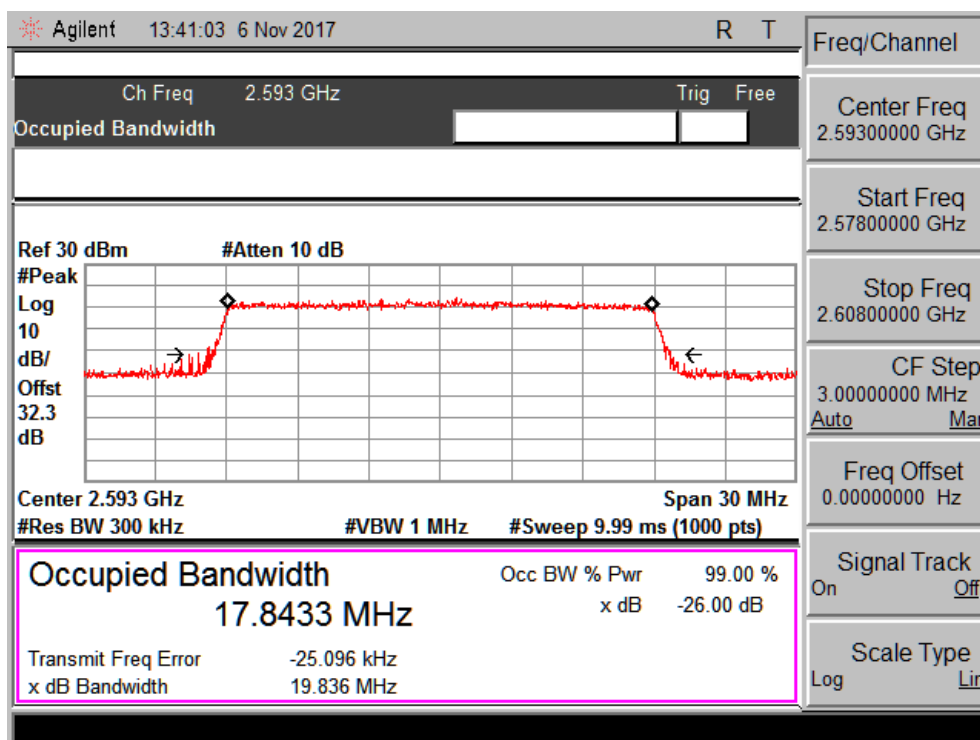 Agilent 13:41:03 6 Nov 2017 R T
Ch Freq 2.593 GHz Trig Free
Occupied Bandwidth
Ref 30 dBm #Atten 10 dB
#Peak
Log
10
dB/
Offst
32.3
dB
Center 2.593 GHz Span 30 MHz
#Res BW 300 kHz #VBW 1 MHz #Sweep 9.99 ms (1000 pts)
Occupied Bandwidth Occ BW % Pwr 99.00 %
17.8433 MHz x dB -26.00 dB
Transmit Freq Error -25.096 kHz
x dB Bandwidth 19.836 MHz
Freq/Channel
Center Freq
2.59300000 GHz
Start Freq
2.57800000 GHz
Stop Freq
2.60800000 GHz
CF Step
3.00000000 MHz
Auto Man
Freq Offset
0.00000000 Hz
Signal Track
On Off
Scale Type
Log Lin